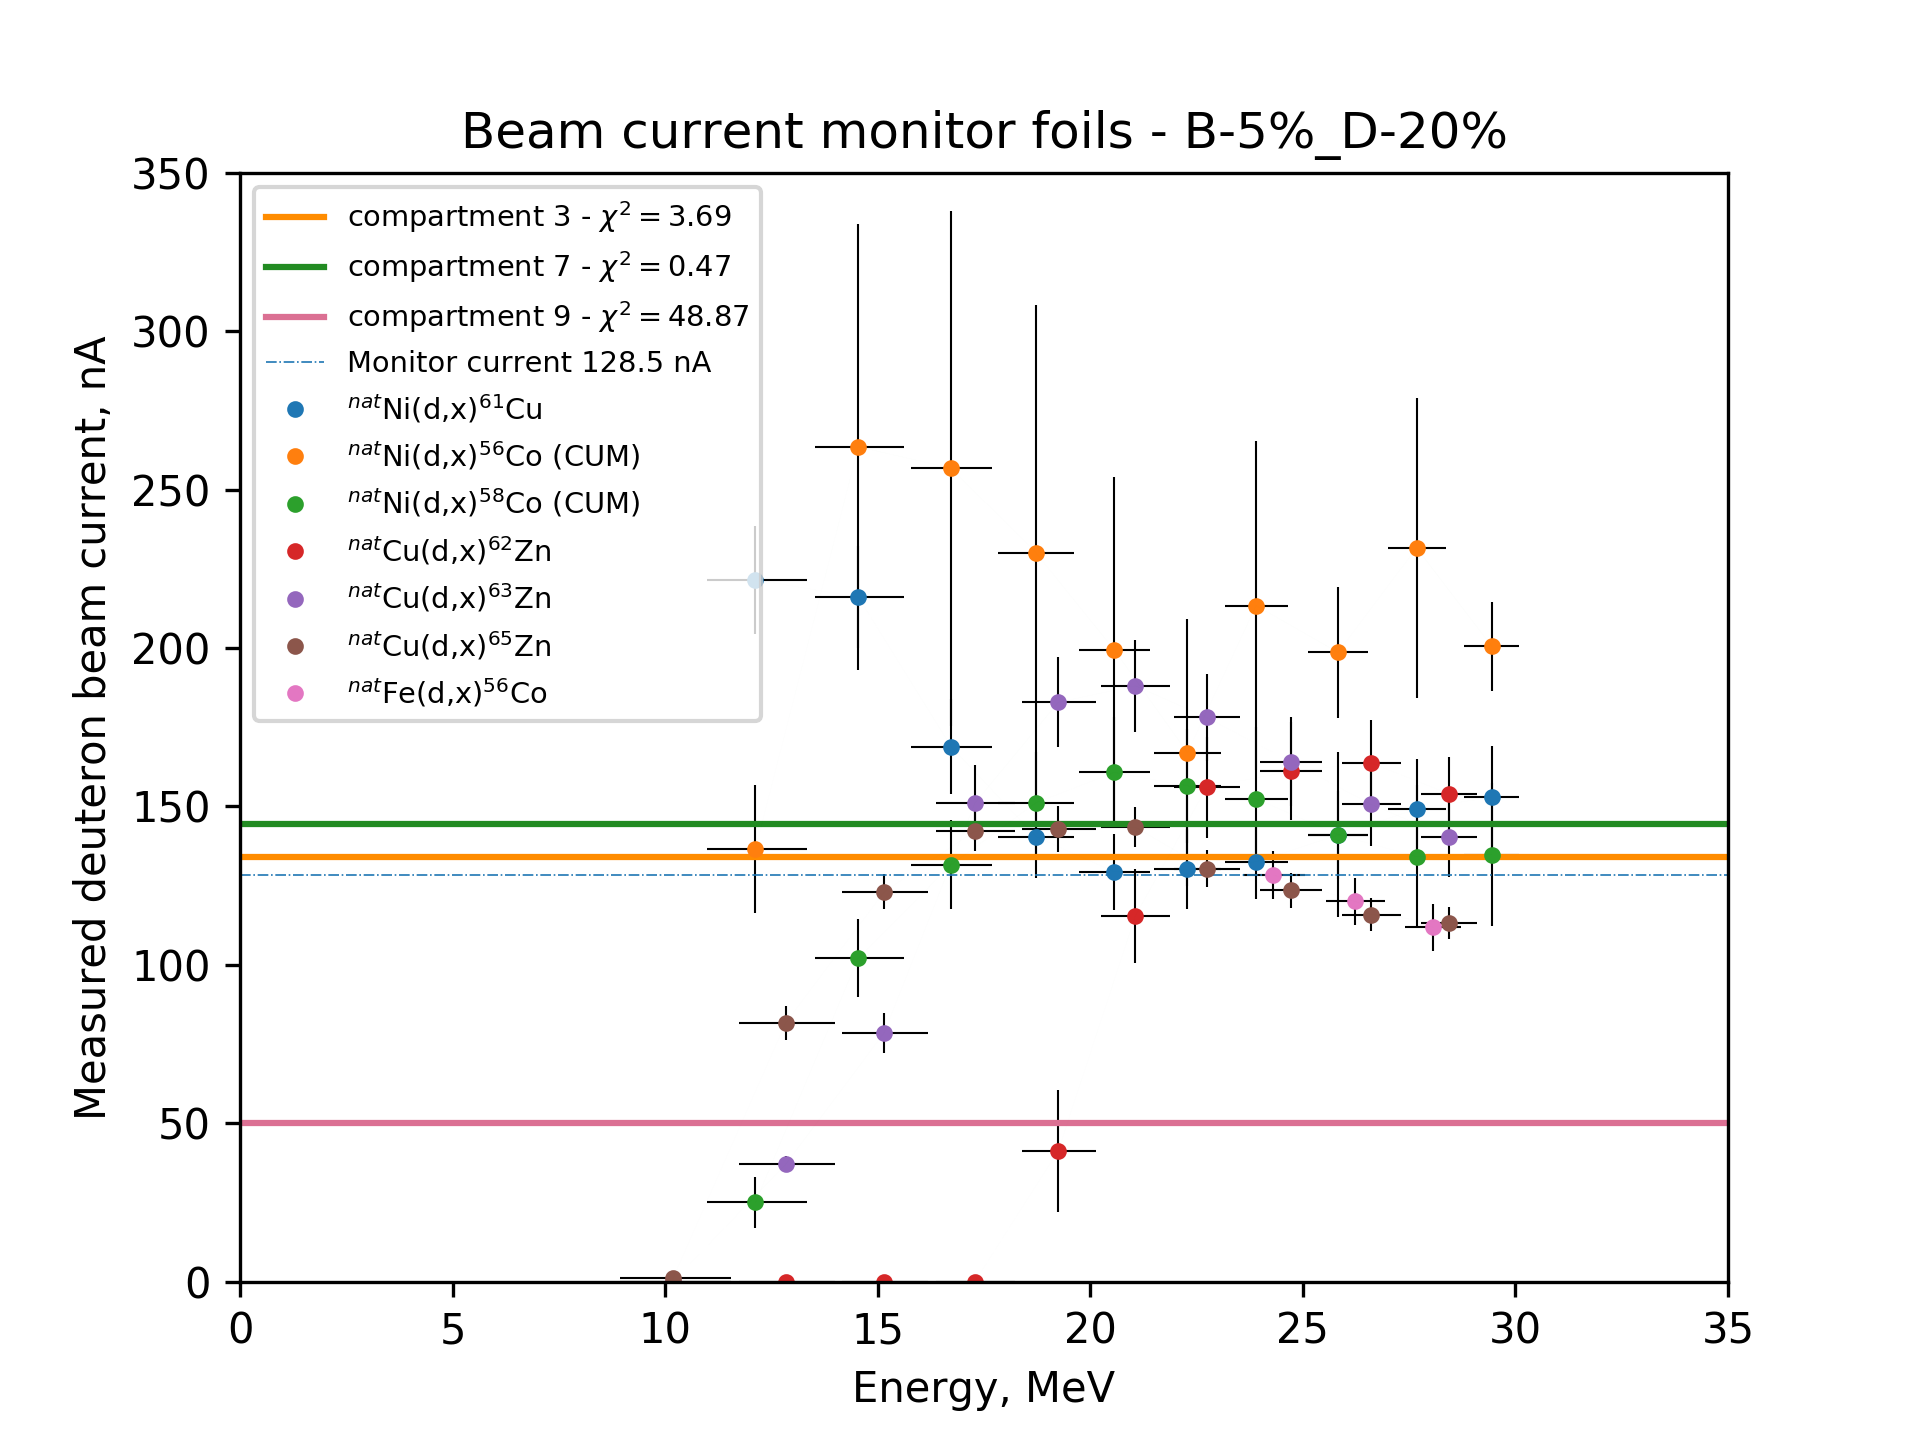 Beam current monitor foils - B-5%_D-20%
350
300
250
200
150
100
50
0
Measured deuteron beam current, nA
compartment 3 - χ² = 3.69
compartment 7 - χ² = 0.47
compartment 9 - χ² = 48.87
Monitor current 128.5 nA
ⁿᵃᵗNi(d,x)⁶¹Cu
ⁿᵃᵗNi(d,x)⁵⁶Co (CUM)
ⁿᵃᵗNi(d,x)⁵⁸Co (CUM)
ⁿᵃᵗCu(d,x)⁶²Zn
ⁿᵃᵗCu(d,x)⁶³Zn
ⁿᵃᵗCu(d,x)⁶⁵Zn
ⁿᵃᵗFe(d,x)⁵⁶Co
0 5 10 15 20 25 30 35
Energy, MeV